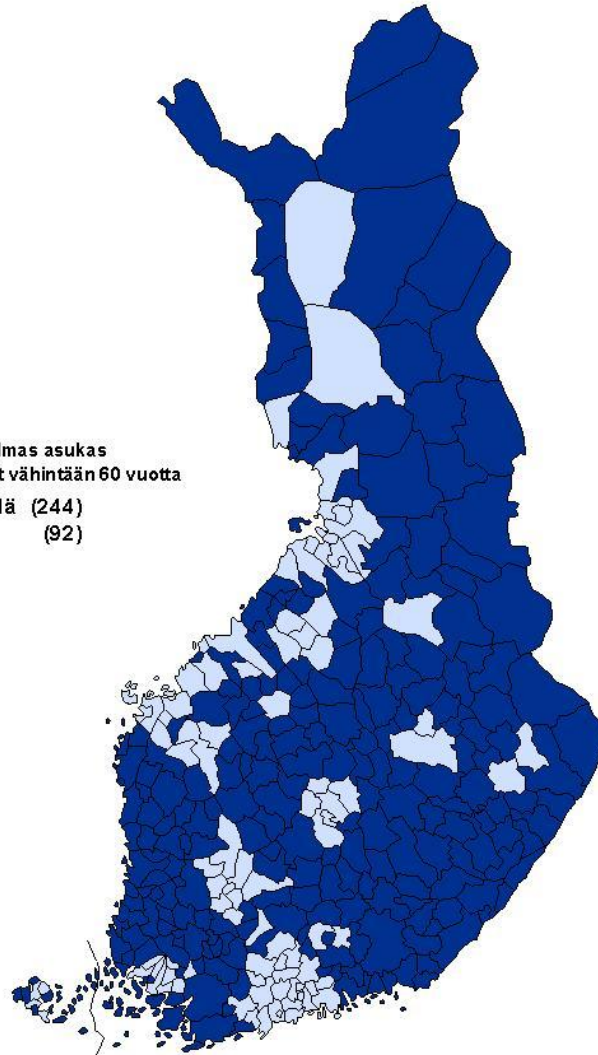 lmas asukas
t vähintään 60 vuotta
lä (244)
(92)